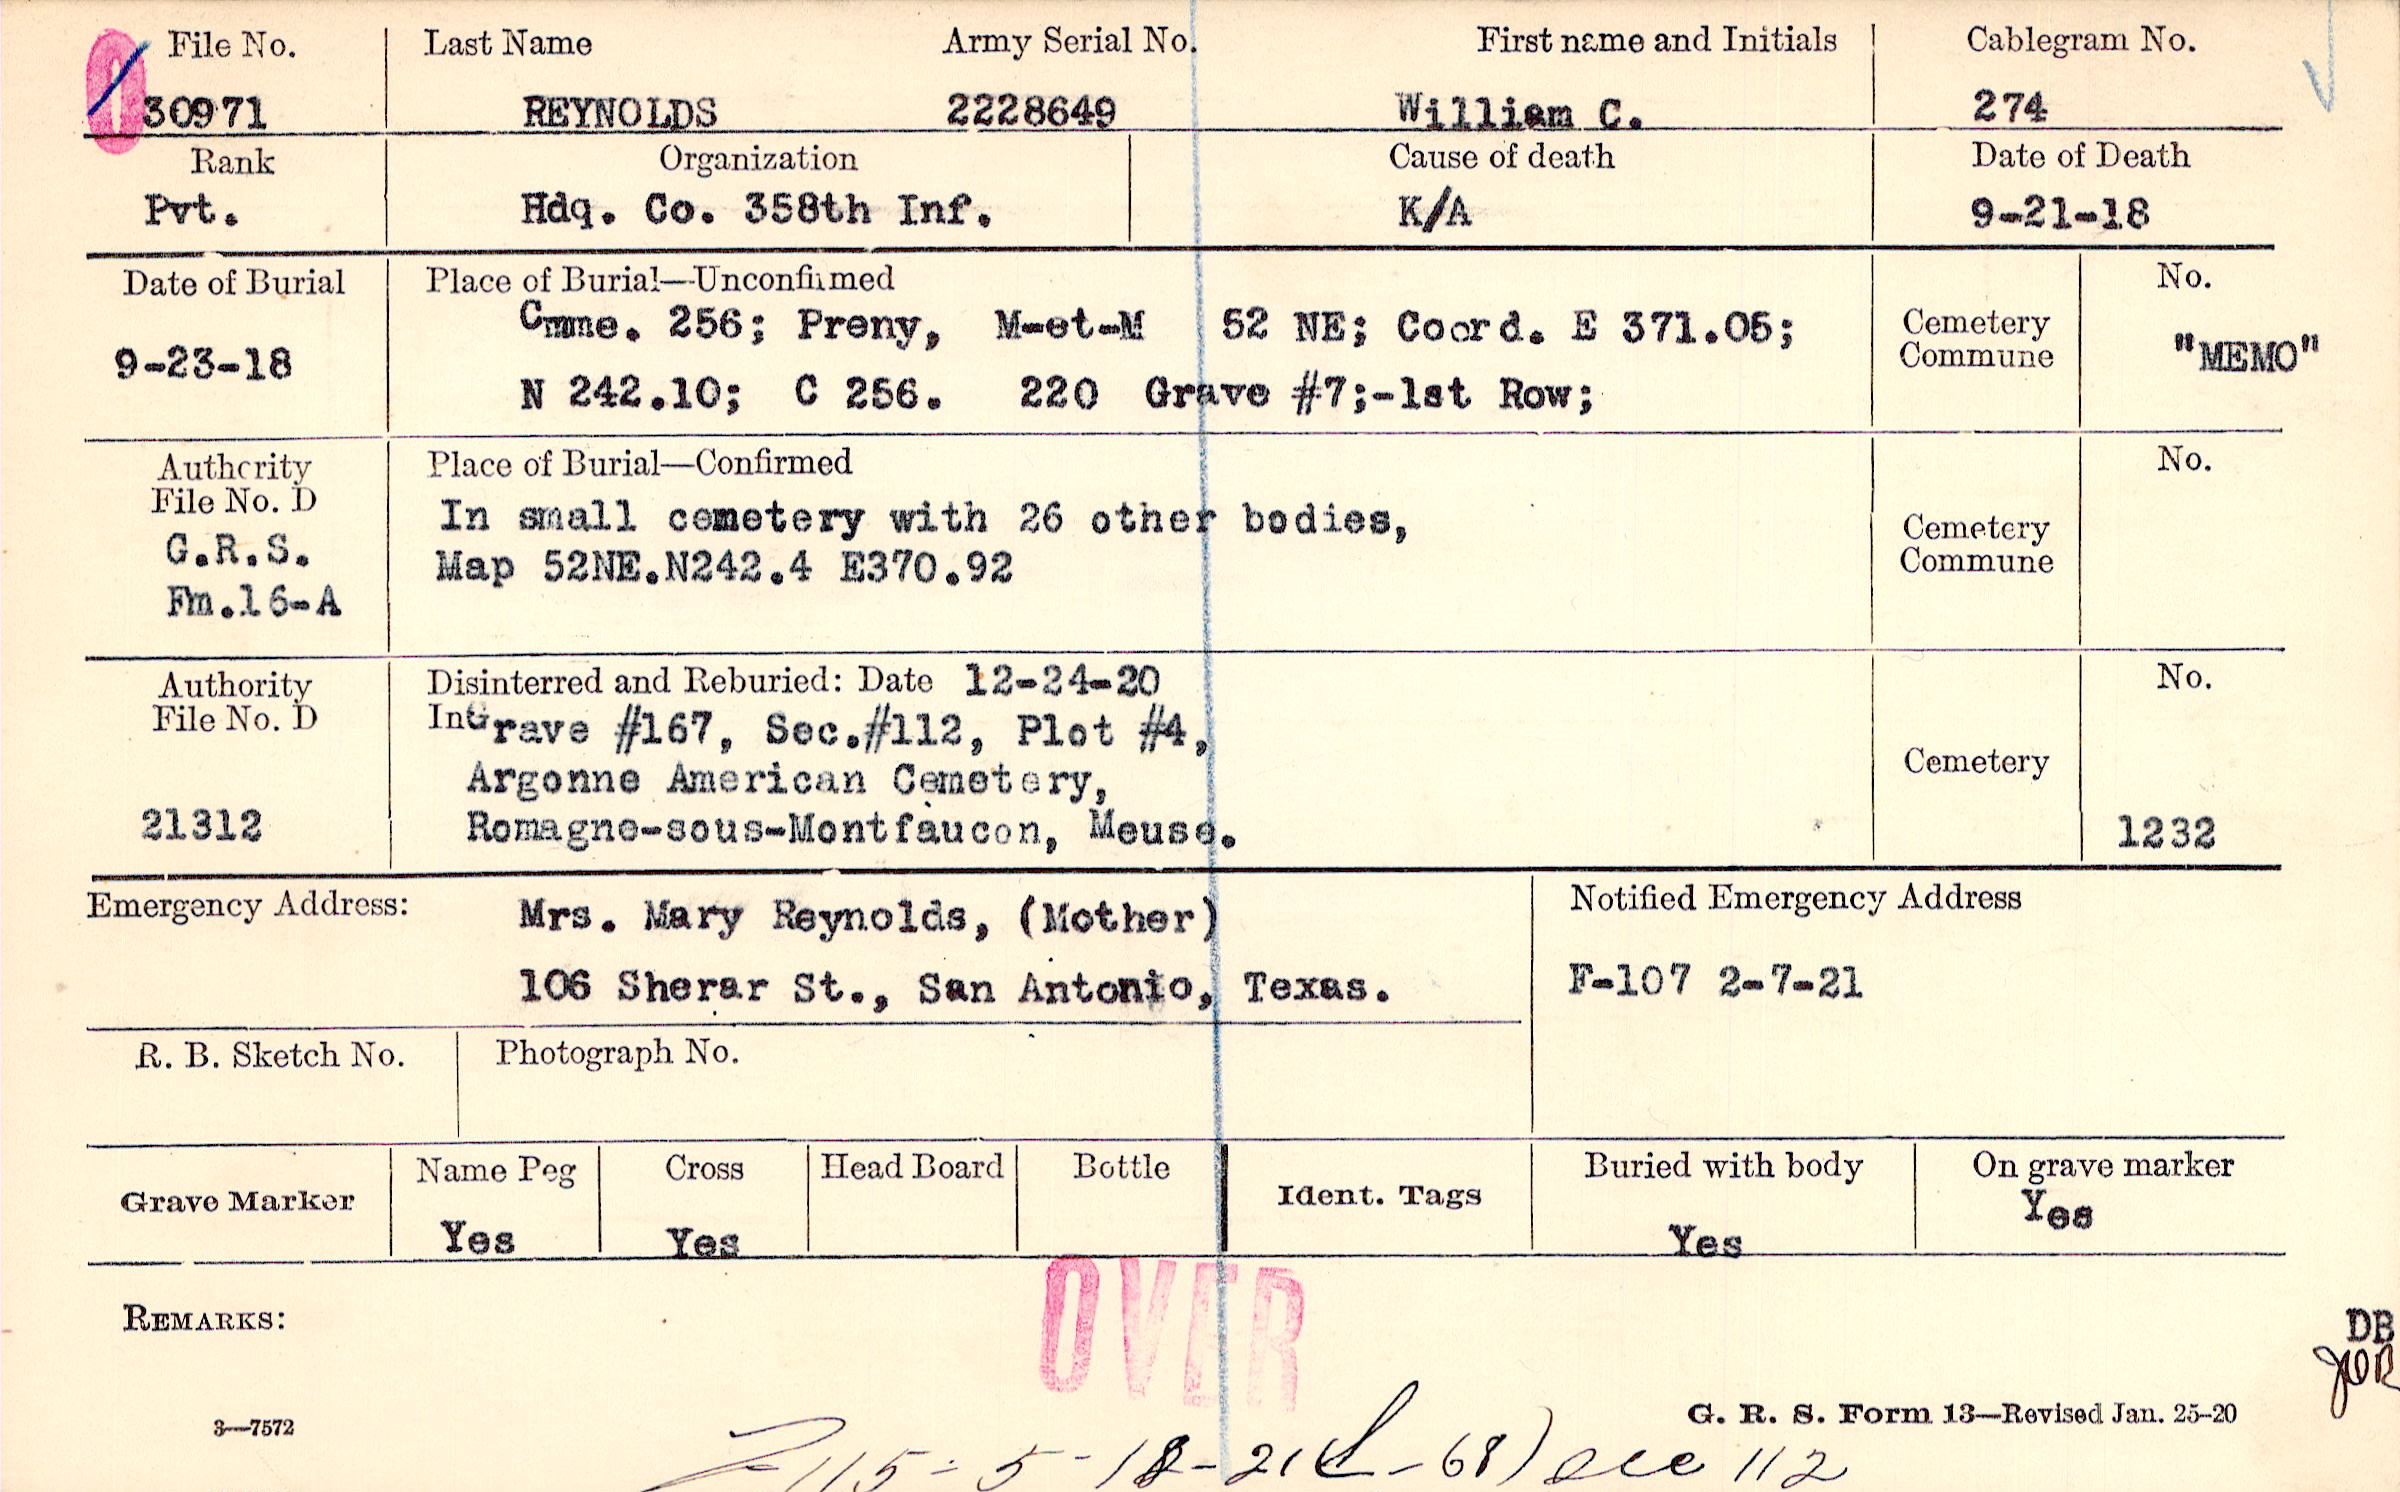 File No. Last Name Army Serial No. First name and Initials Cablegram No.
30971 REYNOLDS 2228649 William C. 274
Rank Organization Cause of death Date of Death
Pvt. Hdq. Co. 358th Inf. K/A 9-21-18
Date of Burial Place of Burial—Unconfirmed No.
9-23-18 Cmne. 256; Preny, M-et-M 52 NE; Coord. E 371.05; Cemetery Commune "MEMO"
N 242.10; C 256. 220 Grave #7;-1st Row;
Authority File No. D Place of Burial—Confirmed No.
G.R.S. In small cemetery with 26 other bodies, Cemetery
Fm.16-A Map 52NE.N242.4 E370.92 Commune
Authority Disinterred and Reburied: Date 12-24-20 No.
File No. D In Grave #167, Sec.#112, Plot #4,
Argonne American Cemetery, Cemetery
21312 Romagne-sous-Montfaucon, Meuse. 1232
Emergency Address: Mrs. Mary Reynolds, (Mother) Notified Emergency Address
106 Sherar St., San Antonio, Texas. F-107 2-7-21
R. B. Sketch No. Photograph No.
Grave Marker Name Peg Cross Head Board Bottle Ident. Tags Buried with body On grave marker
Yes Yes Yes Yes
OVER
REMARKS:
DB
3—7572 G. R. S. Form 13—Revised Jan. 25-20
115-5-18-21 (L-68) Sec 112